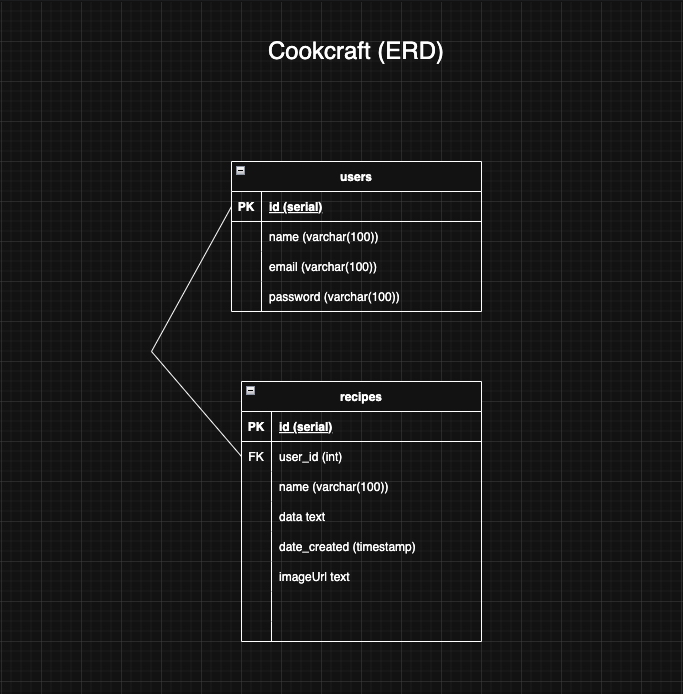 Cookcraft (ERD)
users
PK id (serial)
name (varchar(100))
email (varchar(100))
password (varchar(100))
recipes
PK id (serial)
FK user_id (int)
name (varchar(100))
data text
date_created (timestamp)
imageUrl text